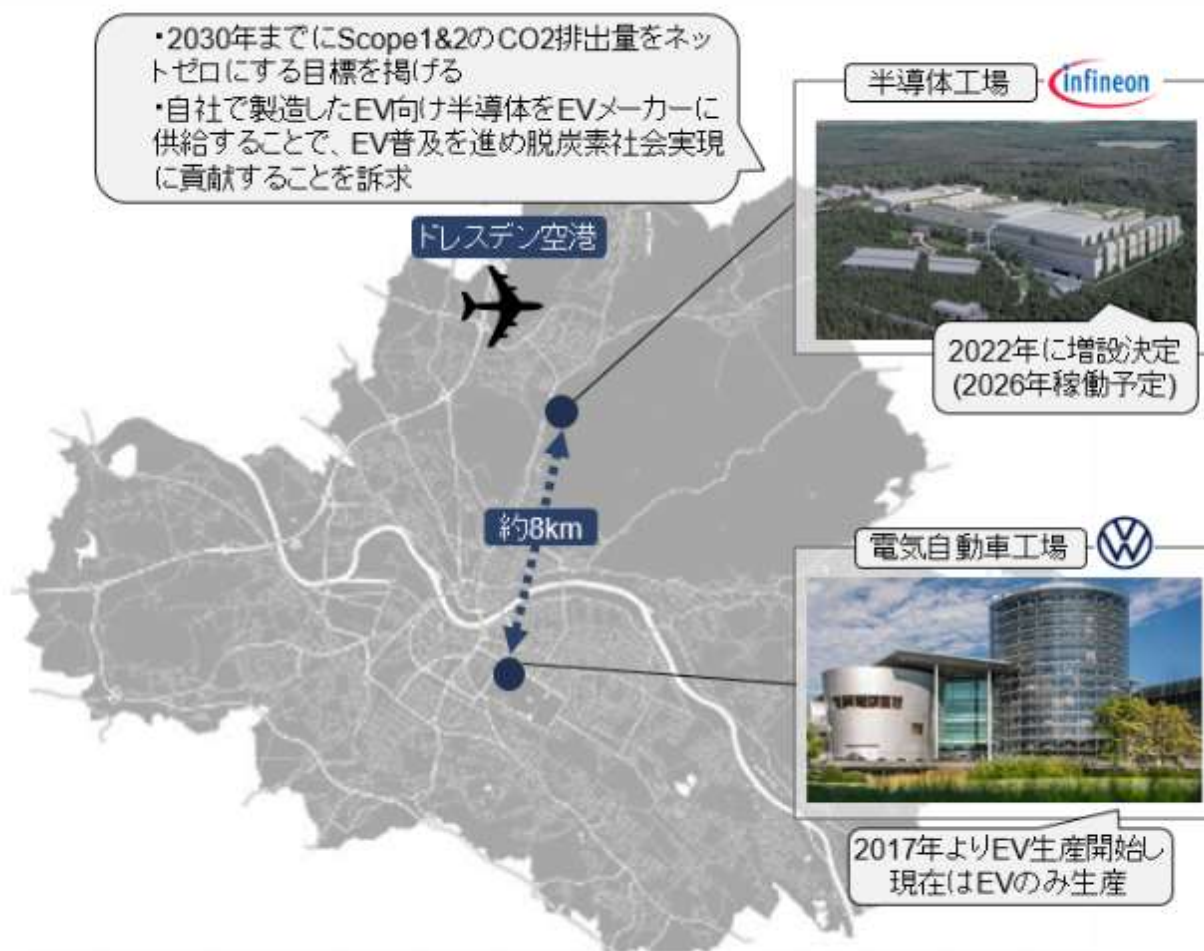 ・2030年までにScope1&2のCO2排出量をネッ
トゼロにする目標を掲げる
・自社で製造したEV向け半導体をEVメーカーに
供給することで、EV普及を進め脱炭素社会実現
に貢献することを訴求
半導体工場
infineon
ドレスデン空港
2022年に増設決定
(2026年稼働予定)
約8km
電気自動車工場
VW
2017年よりEV生産開始し
現在はEVのみ生産